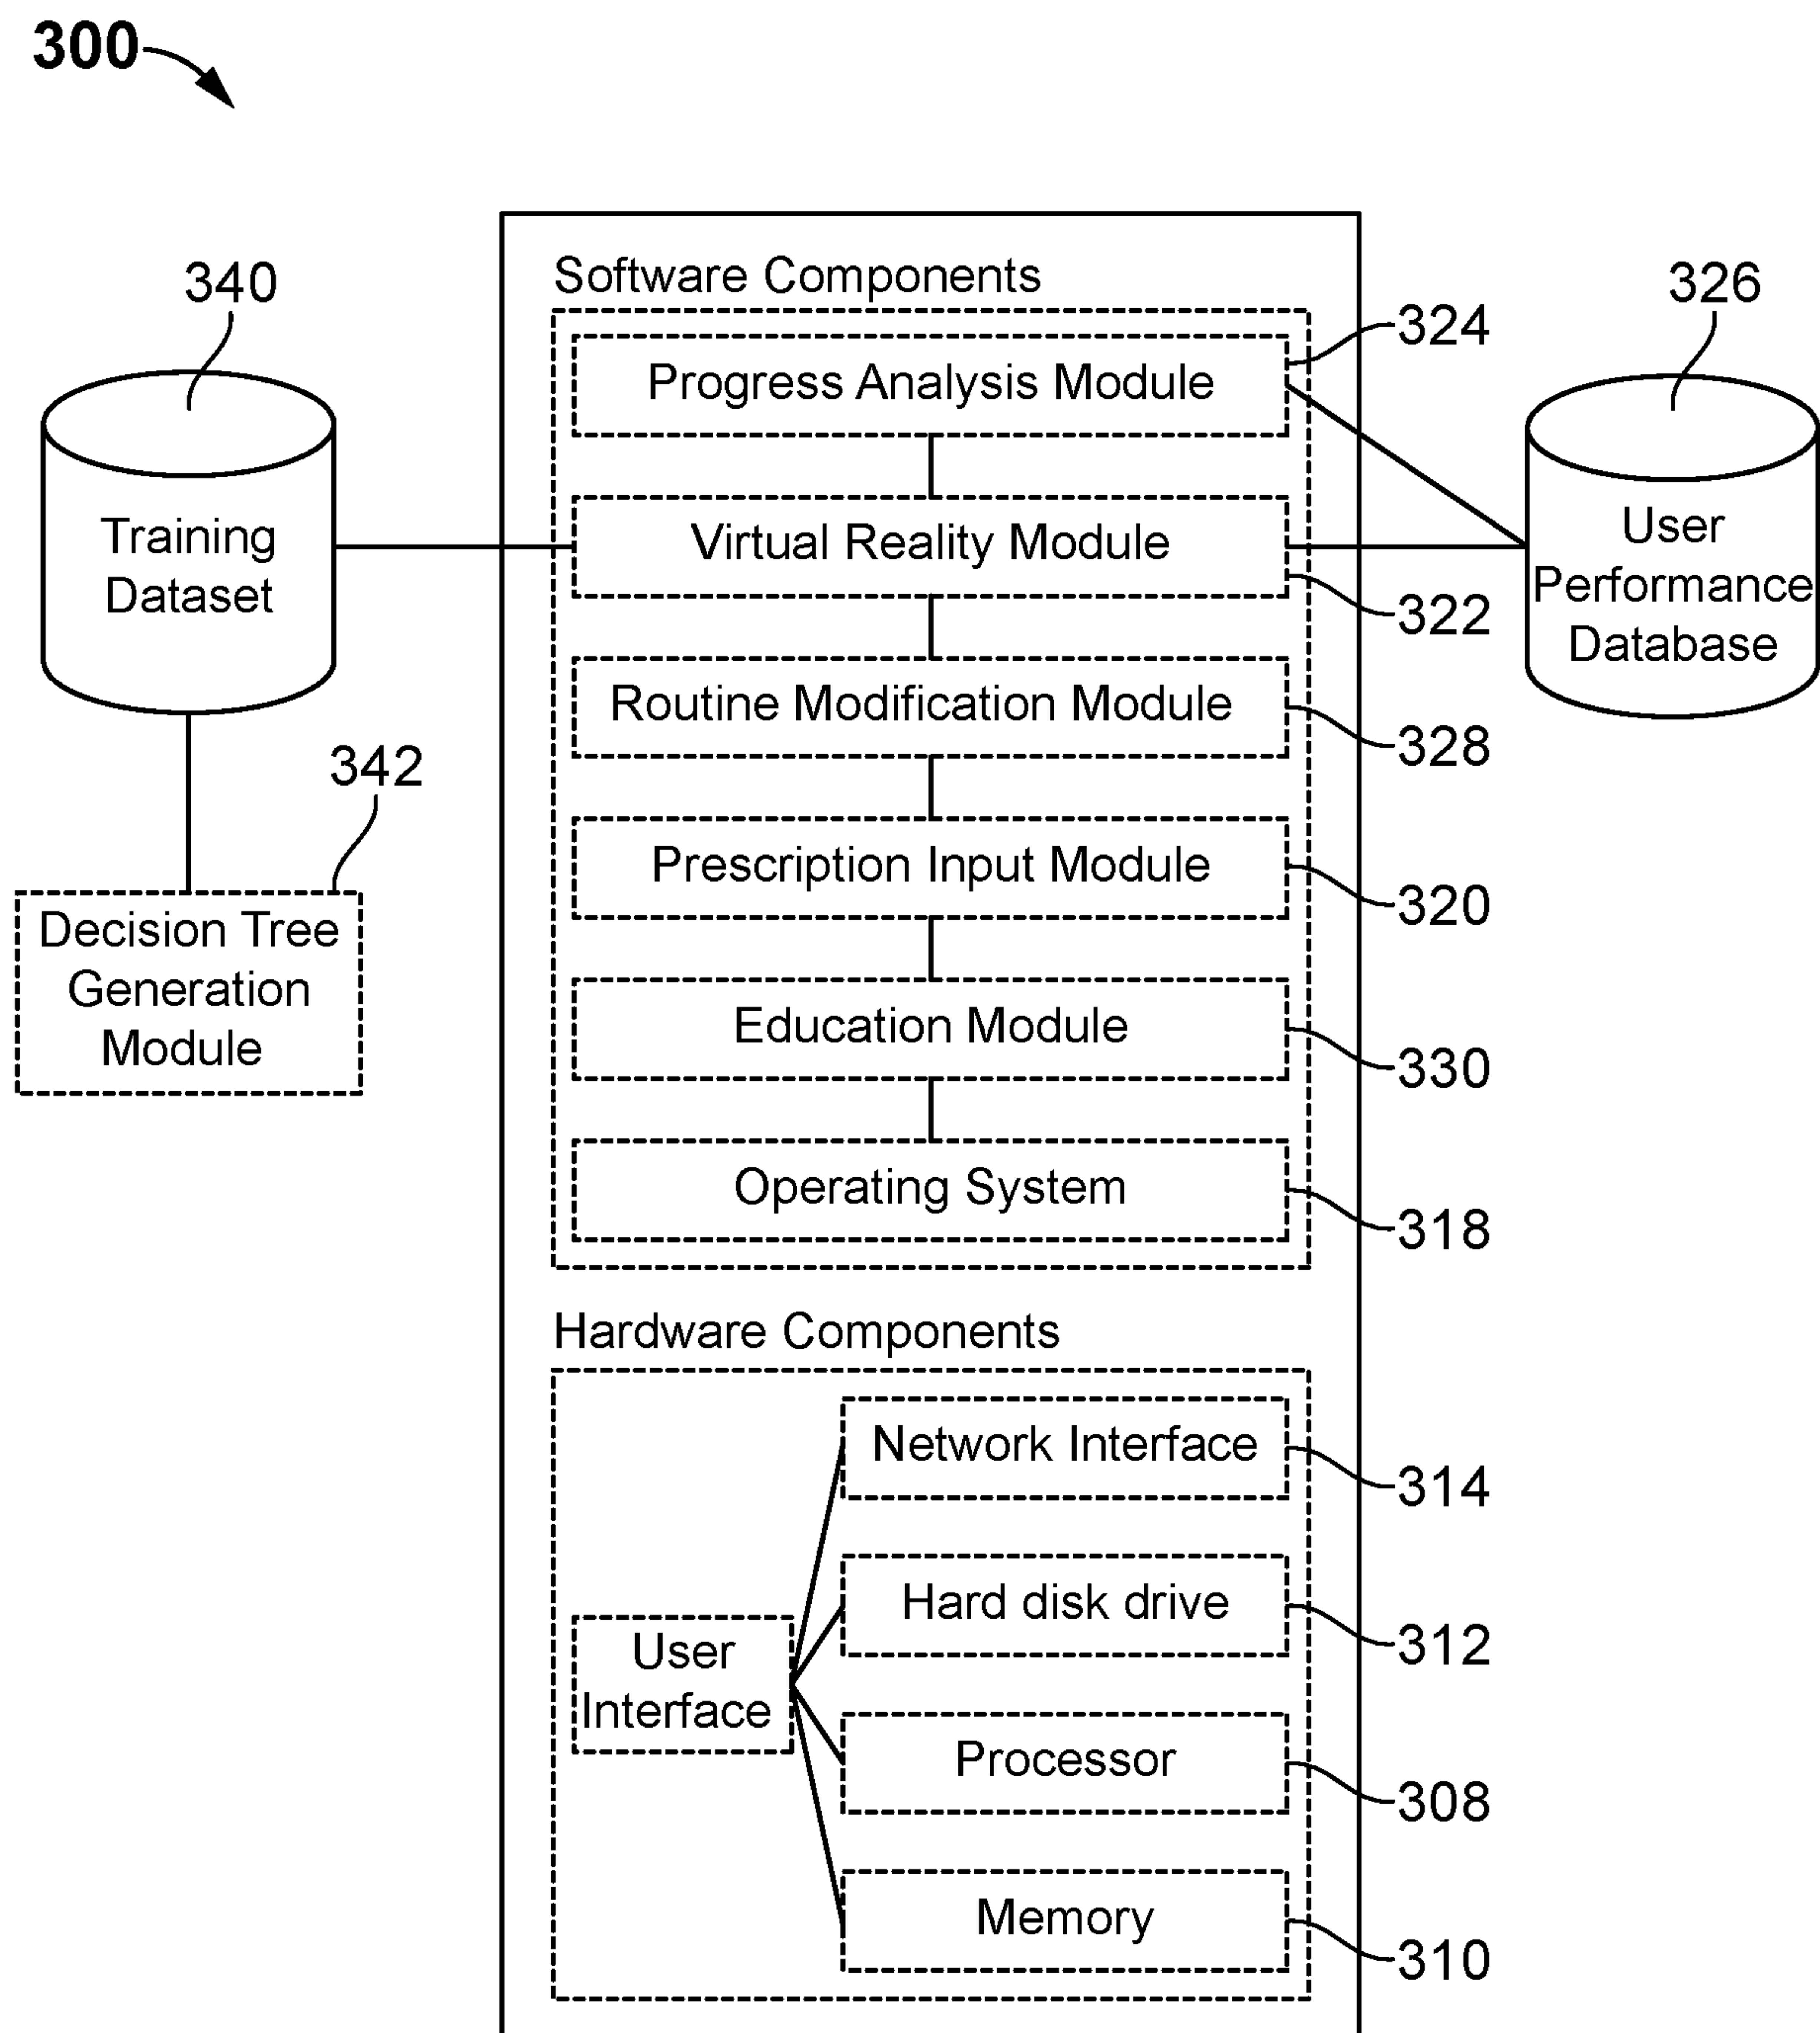 300
340
Training
Dataset
342
Decision Tree
Generation
Module
Software Components
Progress Analysis Module
324
Virtual Reality Module
322
Routine Modification Module
328
Prescription Input Module
320
Education Module
330
Operating System
318
326
User
Performance
Database
Hardware Components
User
Interface
Network Interface
314
Hard disk drive
312
Processor
308
Memory
310